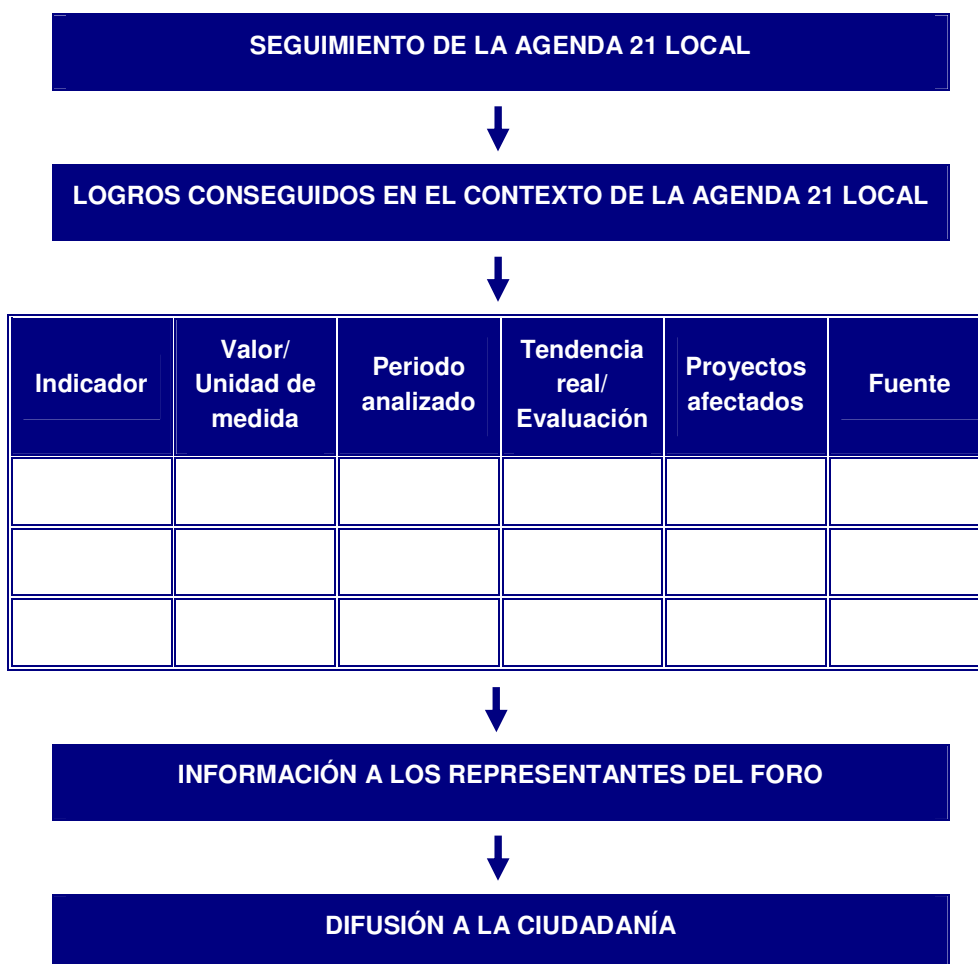 SEGUIMIENTO DE LA AGENDA 21 LOCAL
LOGROS CONSEGUIDOS EN EL CONTEXTO DE LA AGENDA 21 LOCAL
Indicador
Valor/
Unidad de
medida
Periodo
analizado
Tendencia
real/
Evaluación
Proyectos
afectados
Fuente
INFORMACIÓN A LOS REPRESENTANTES DEL FORO
DIFUSIÓN A LA CIUDADANÍA